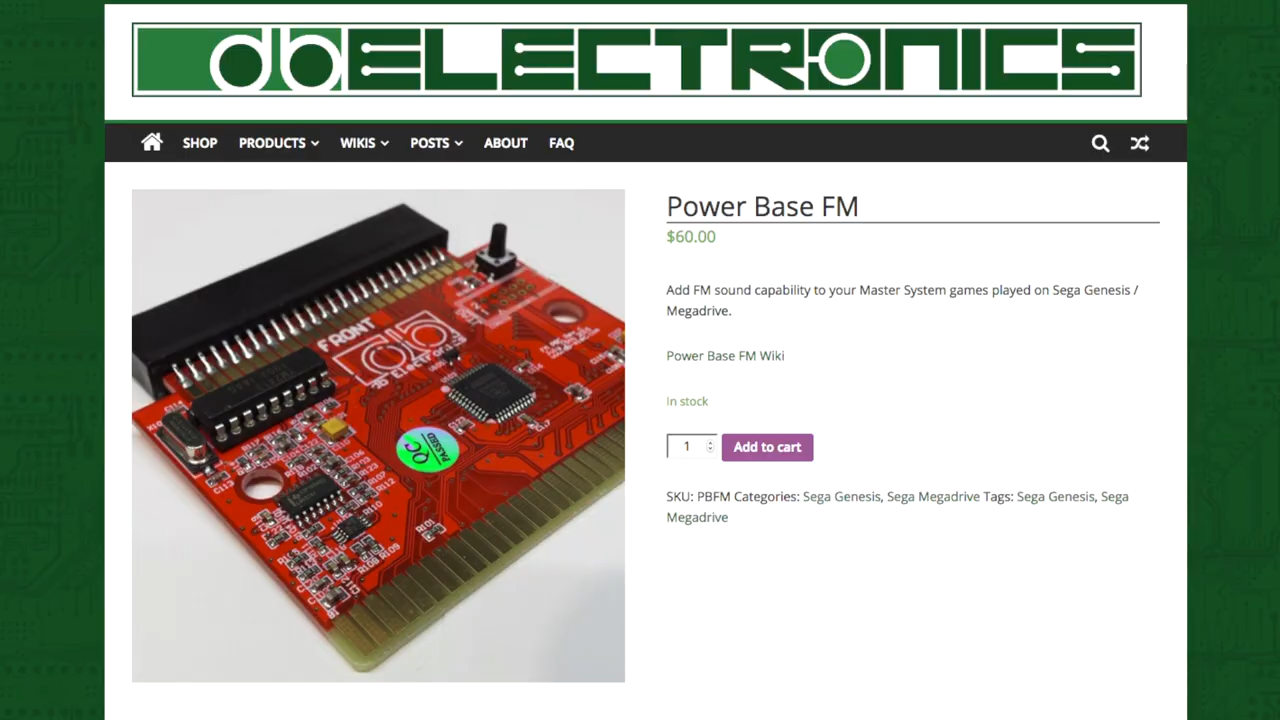 dbELECTRONICS
SHOP PRODUCTS WIKIS POSTS ABOUT FAQ
Power Base FM
$60.00
Add FM sound capability to your Master System games played on Sega Genesis /
Megadrive.
Power Base FM Wiki
In stock
1 Add to cart
SKU: PBFM Categories: Sega Genesis, Sega Megadrive Tags: Sega Genesis, Sega
Megadrive
FRONT
db Electronics
QC
PASSED
R101